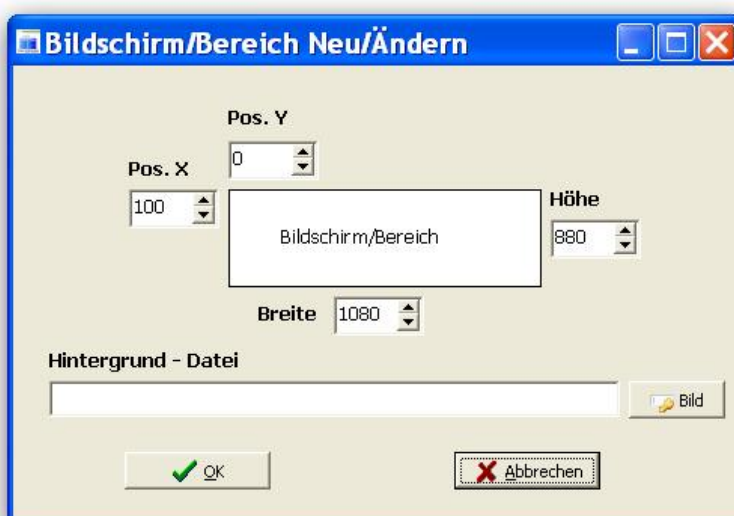 Bildschirm/Bereich Neu/Ändern
Pos. Y
0
Pos. X
100
Höhe
880
Bildschirm/Bereich
Breite 1080
Hintergrund - Datei
Bild
OK
Abbrechen